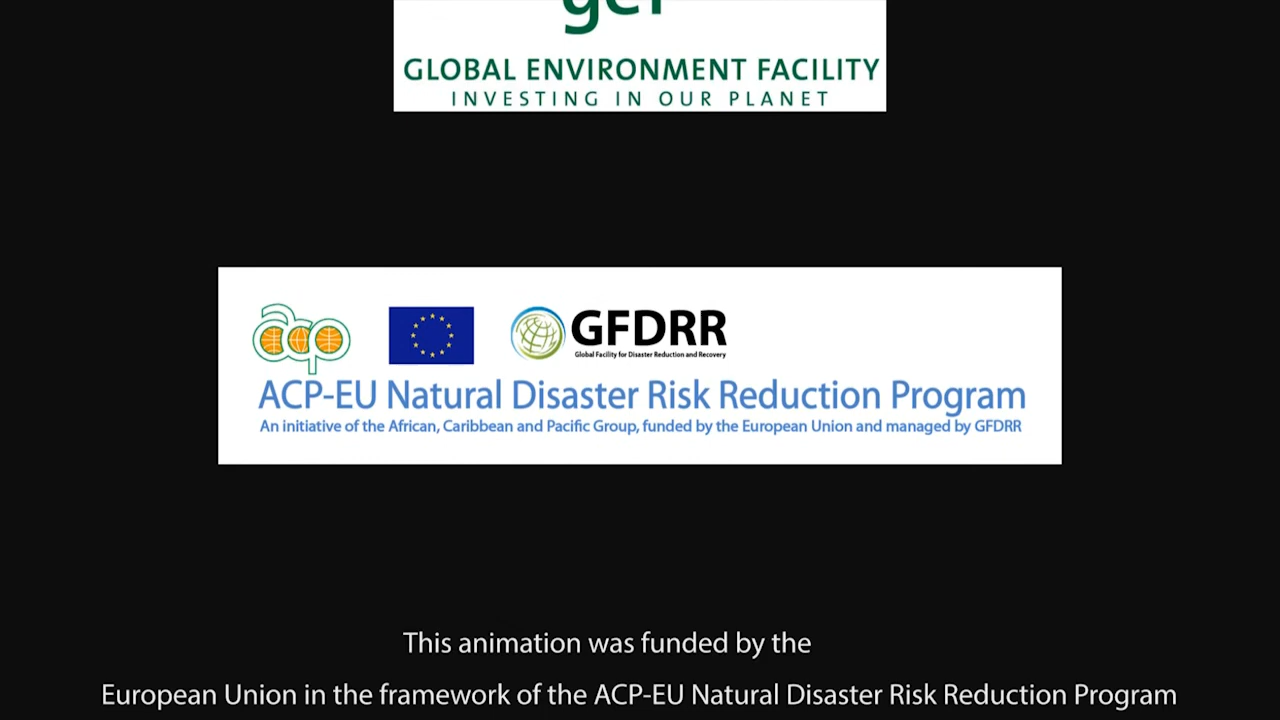 gef
GLOBAL ENVIRONMENT FACILITY
INVESTING IN OUR PLANET
acp
GFDRR
Global Facility for Disaster Reduction and Recovery
ACP-EU Natural Disaster Risk Reduction Program
An initiative of the African, Caribbean and Pacific Group, funded by the European Union and managed by GFDRR
This animation was funded by the
European Union in the framework of the ACP-EU Natural Disaster Risk Reduction Program